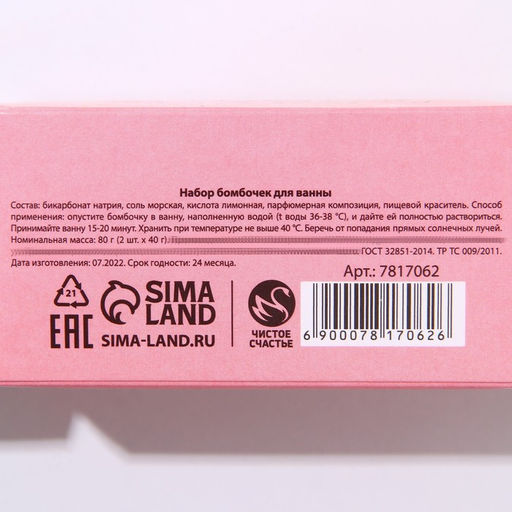 Набор бомбочек для ванны
Состав: бикарбонат натрия, соль морская, кислота лимонная, парфюмерная композиция, пищевой краситель. Способ
применения: опустите бомбочку в ванну, наполненную водой (t воды 36-38 °C), и дайте ей полностью раствориться.
Принимайте ванну 15-20 минут. Хранить при температуре не выше 40 °C. Беречь от попадания прямых солнечных лучей.
Номинальная масса: 80 г (2 шт. х 40 г.)
ГОСТ 32851-2014. ТР ТС 009/2011.
Дата изготовления: 07.2022. Срок годности: 24 месяца.
Арт.: 7817062
21
EAC
SIMA
LAND
SIMA-LAND.RU
ЧИСТОЕ
СЧАСТЬЕ
6 900078 170626